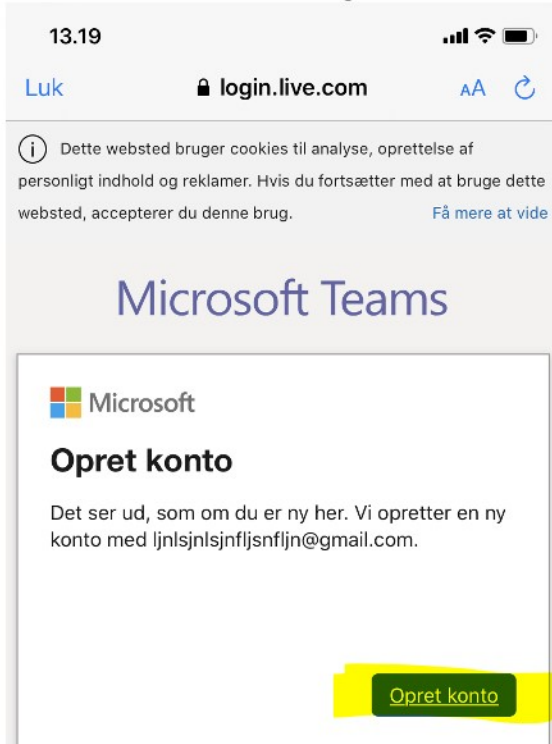 13.19
Luk login.live.com AA
Dette websted bruger cookies til analyse, oprettelse af
personligt indhold og reklamer. Hvis du fortsætter med at bruge dette
websted, accepterer du denne brug. Få mere at vide
Microsoft Teams
Microsoft
Opret konto
Det ser ud, som om du er ny her. Vi opretter en ny
konto med ljnlsjnlsjnfljsnfljn@gmail.com.
Opret konto